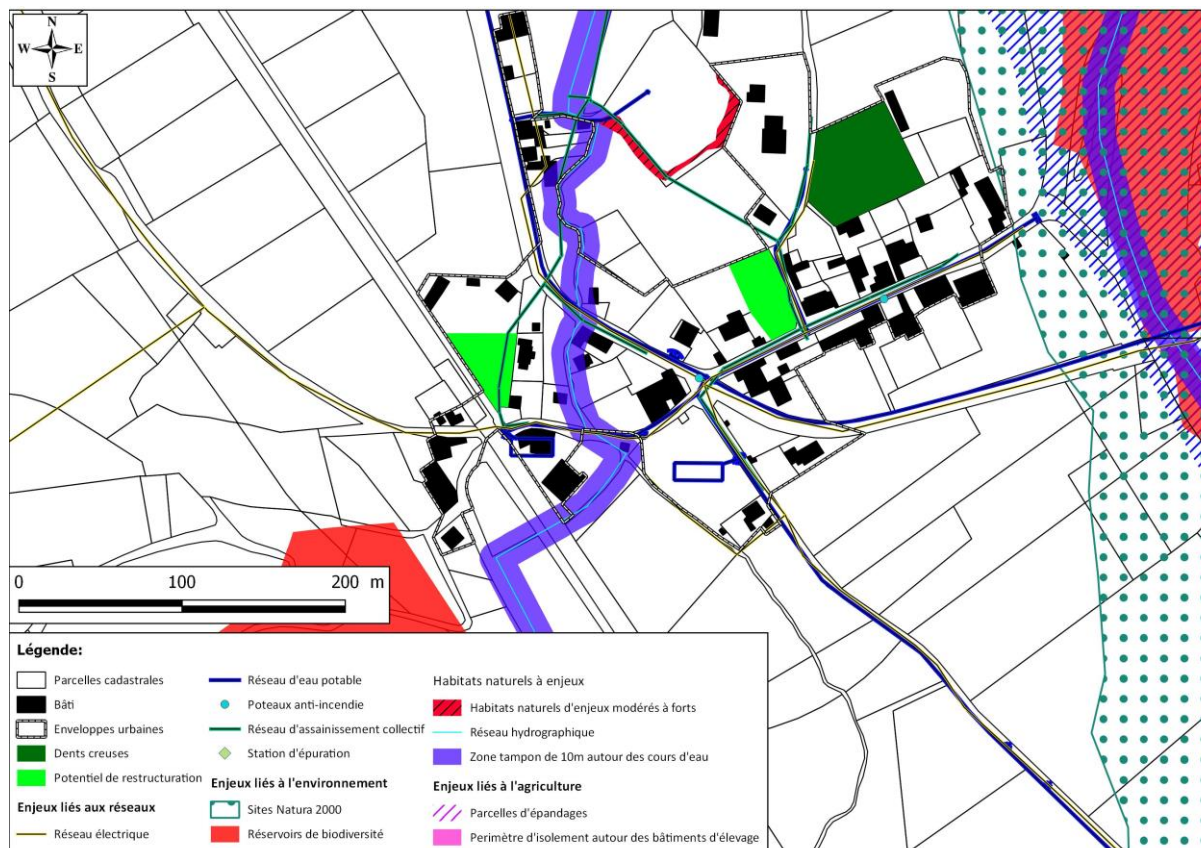 N
W E
S
0 100 200 m
Légende:
Parcelles cadastrales
Bâti
Enveloppes urbaines
Dents creuses
Potentiel de restructuration
Enjeux liés aux réseaux
Réseau électrique
Réseau d'eau potable
Poteaux anti-incendie
Réseau d'assainissement collectif
Station d'épuration
Enjeux liés à l'environnement
Sites Natura 2000
Réservoirs de biodiversité
Habitats naturels à enjeux
Habitats naturels d'enjeux modérés à forts
Réseau hydrographique
Zone tampon de 10m autour des cours d'eau
Enjeux liés à l'agriculture
Parcelles d'épandages
Perimètre d'isolement autour des bâtiments d'élevage